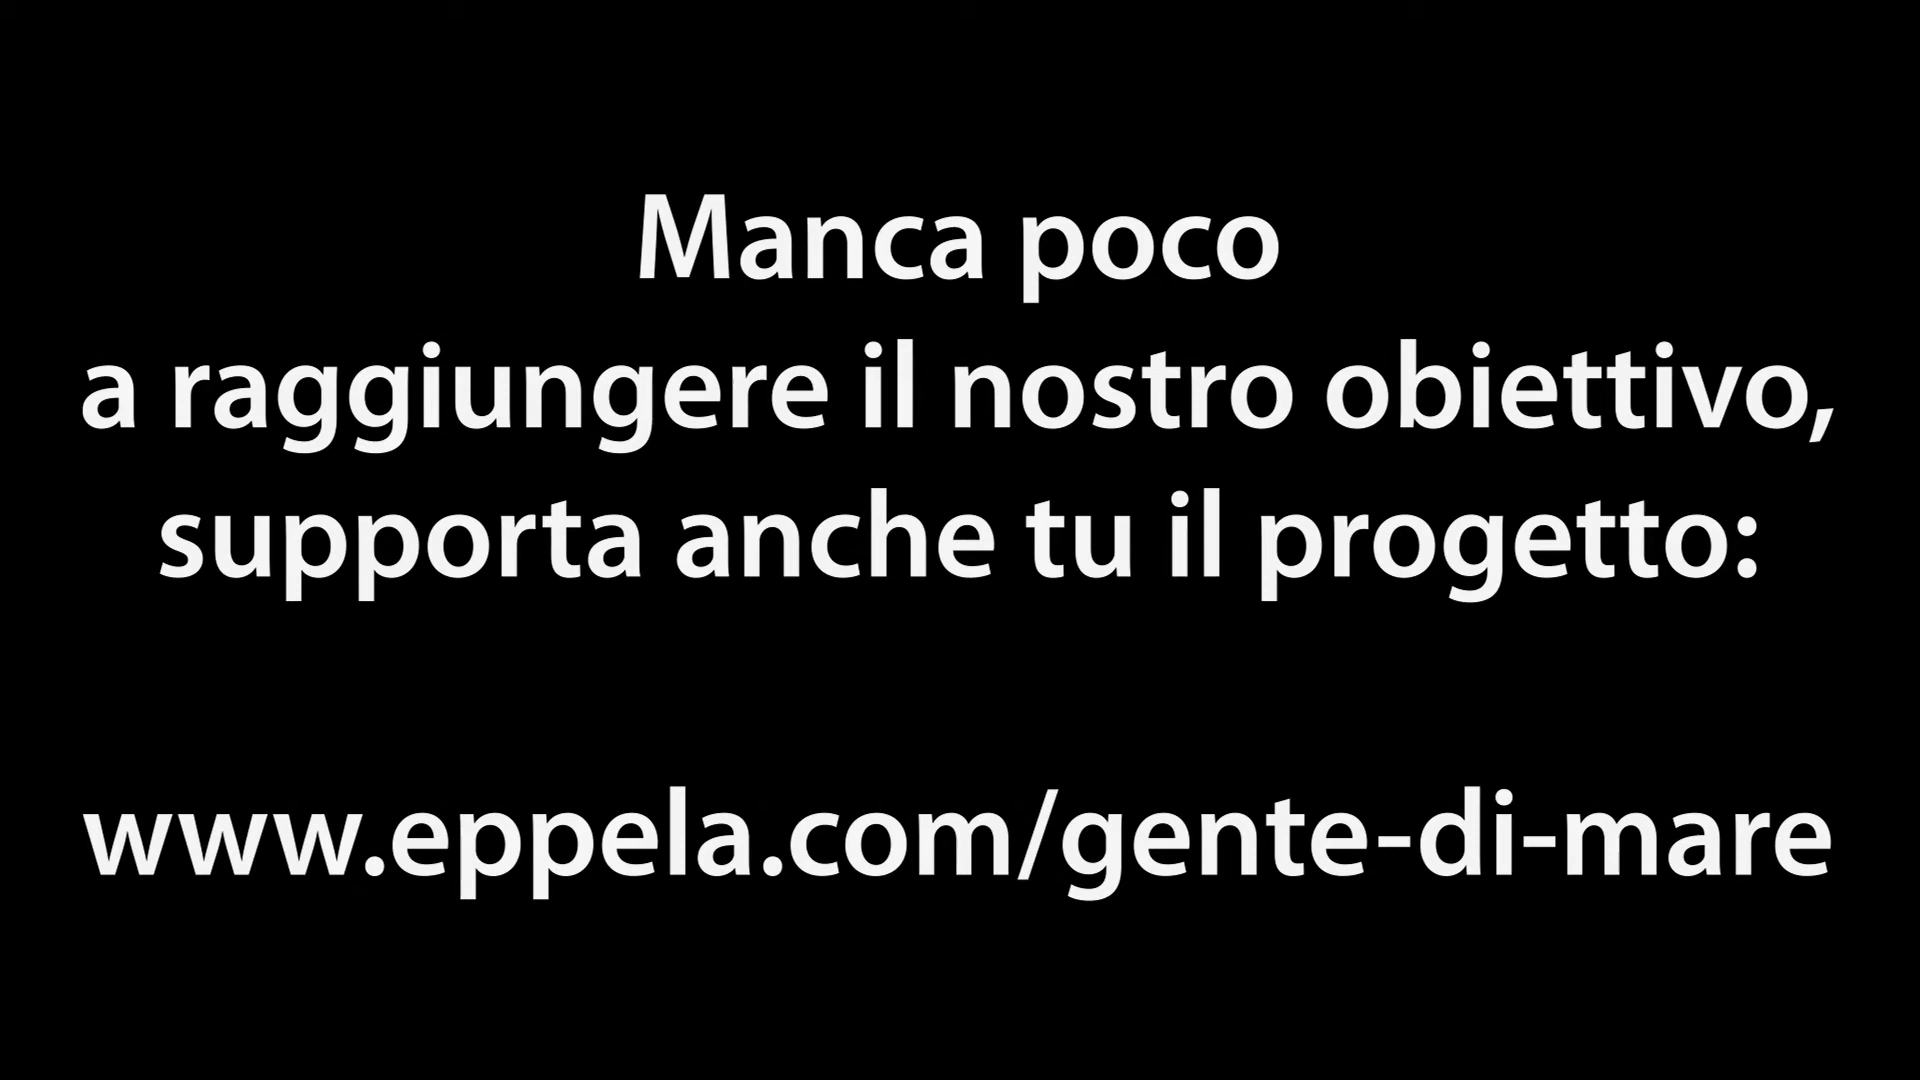 Manca poco
a raggiungere il nostro obiettivo,
supporta anche tu il progetto:
www.eppela.com/gente-di-mare